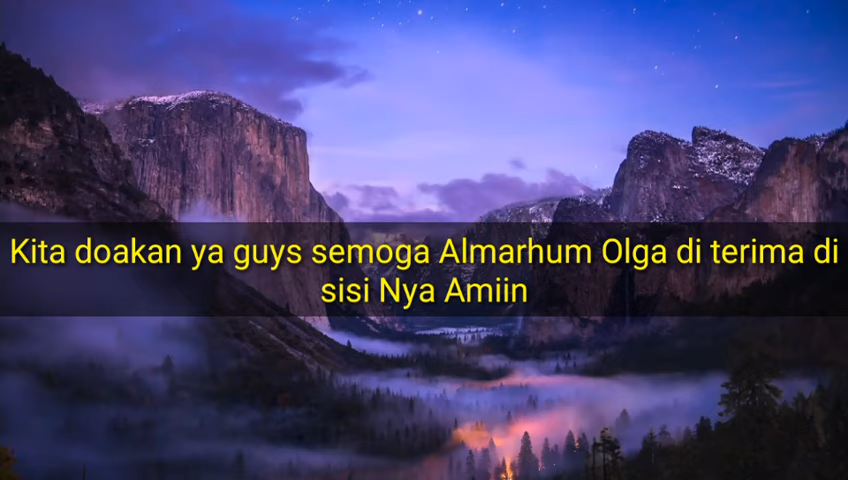 Kita doakan ya guys semoga Almarhum Olga di terima di
sisi Nya Amiin